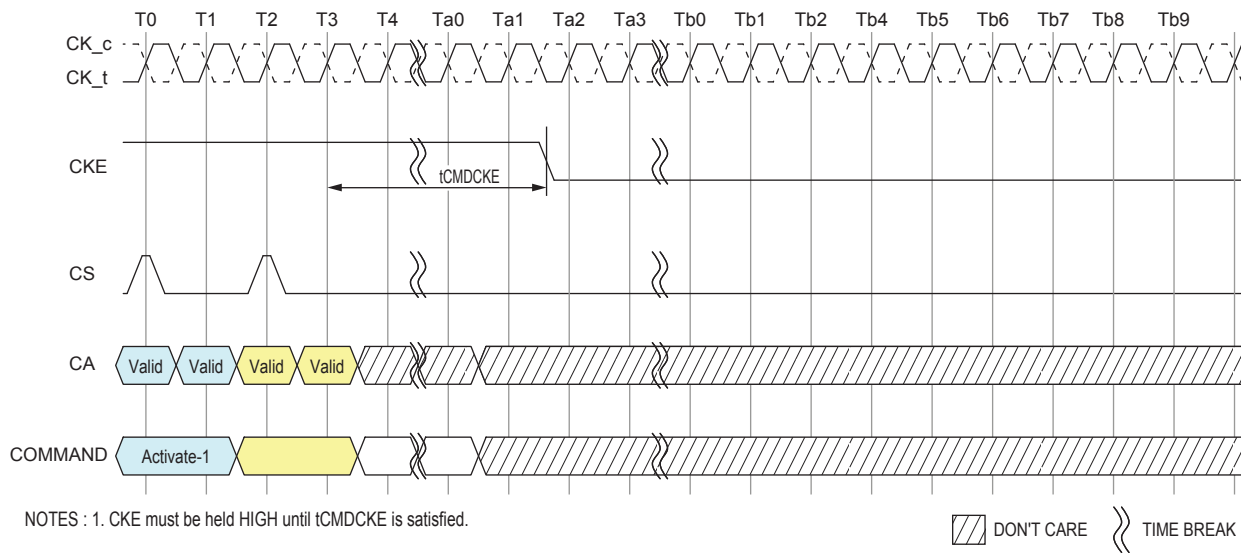 T0 T1 T2 T3 T4 Ta0 Ta1 Ta2 Ta3 Tb0 Tb1 Tb2 Tb4 Tb5 Tb6 Tb7 Tb8 Tb9
CK_c
CK_t
CKE
tCMDCKE
CS
CA Valid Valid Valid Valid
COMMAND Activate-1
NOTES : 1. CKE must be held HIGH until tCMDCKE is satisfied.
DON'T CARE TIME BREAK